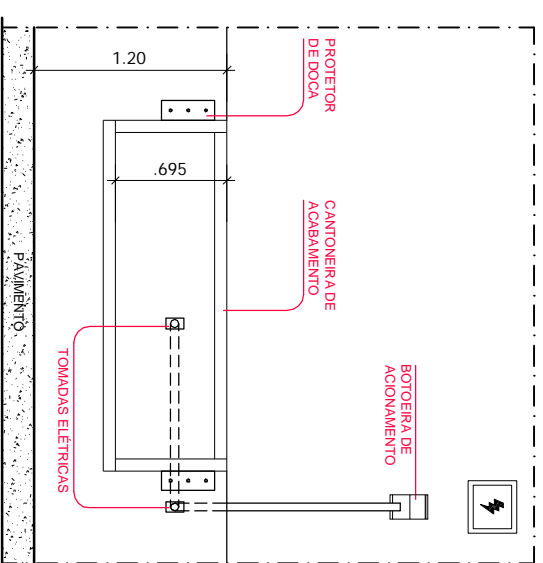 1.20
PROTETOR
DE DOCA
.695
CANTONEIRA DE
ACABAMENTO
BOTOEIRA DE
ACIONAMENTO
TOMADAS ELÉTRICAS
PAVIMENTO